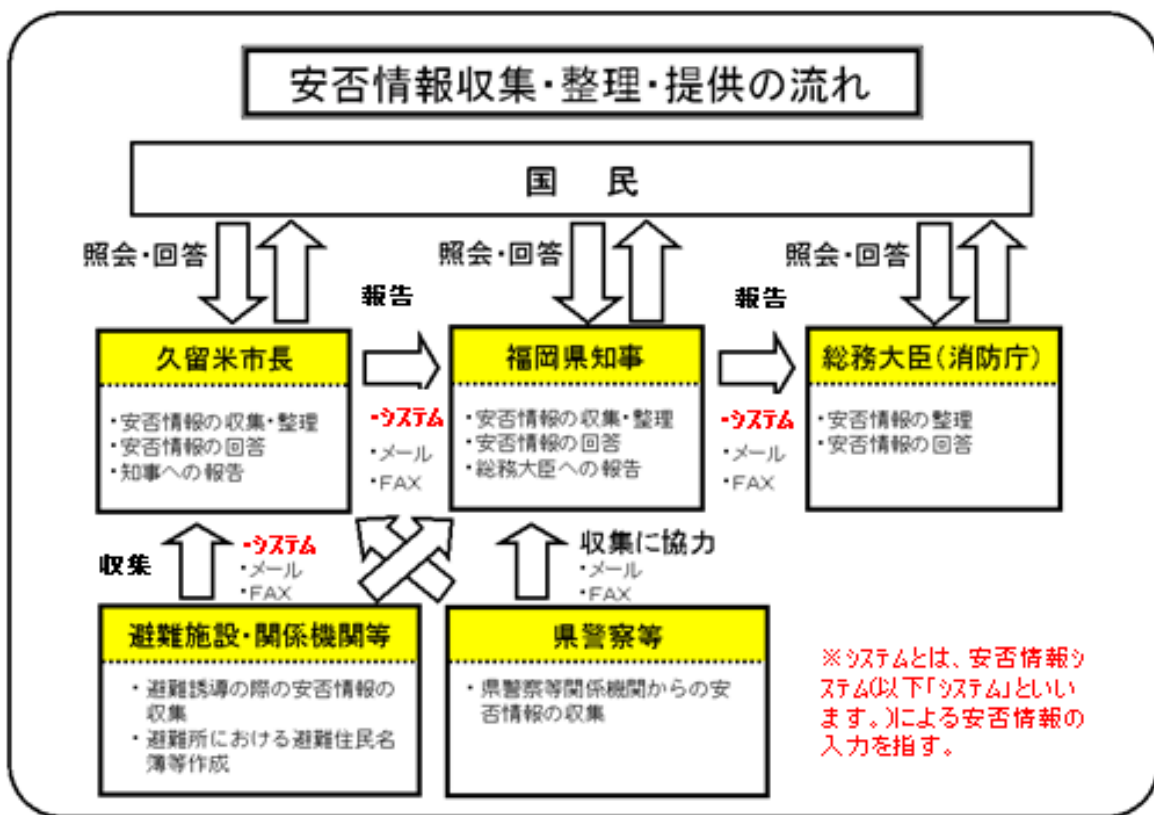 安否情報収集・整理・提供の流れ
国　民
照会・回答
照会・回答
照会・回答
報告
報告
久留米市長
・安否情報の収集・整理
・安否情報の回答
・知事への報告
・システム
・メール
・FAX
福岡県知事
・安否情報の収集・整理
・安否情報の回答
・総務大臣への報告
・システム
・メール
・FAX
総務大臣(消防庁)
・安否情報の整理
・安否情報の回答
収集
・システム
・メール
・FAX
収集に協力
・メール
・FAX
避難施設・関係機関等
・避難誘導の際の安否情報の
収集
・避難所における避難住民名
簿等作成
県警察等
・県警察等関係機関からの安
否情報の収集
※システムとは、安否情報シ
ステム(以下「システム」といい
ます。)による安否情報の
入力を指す。